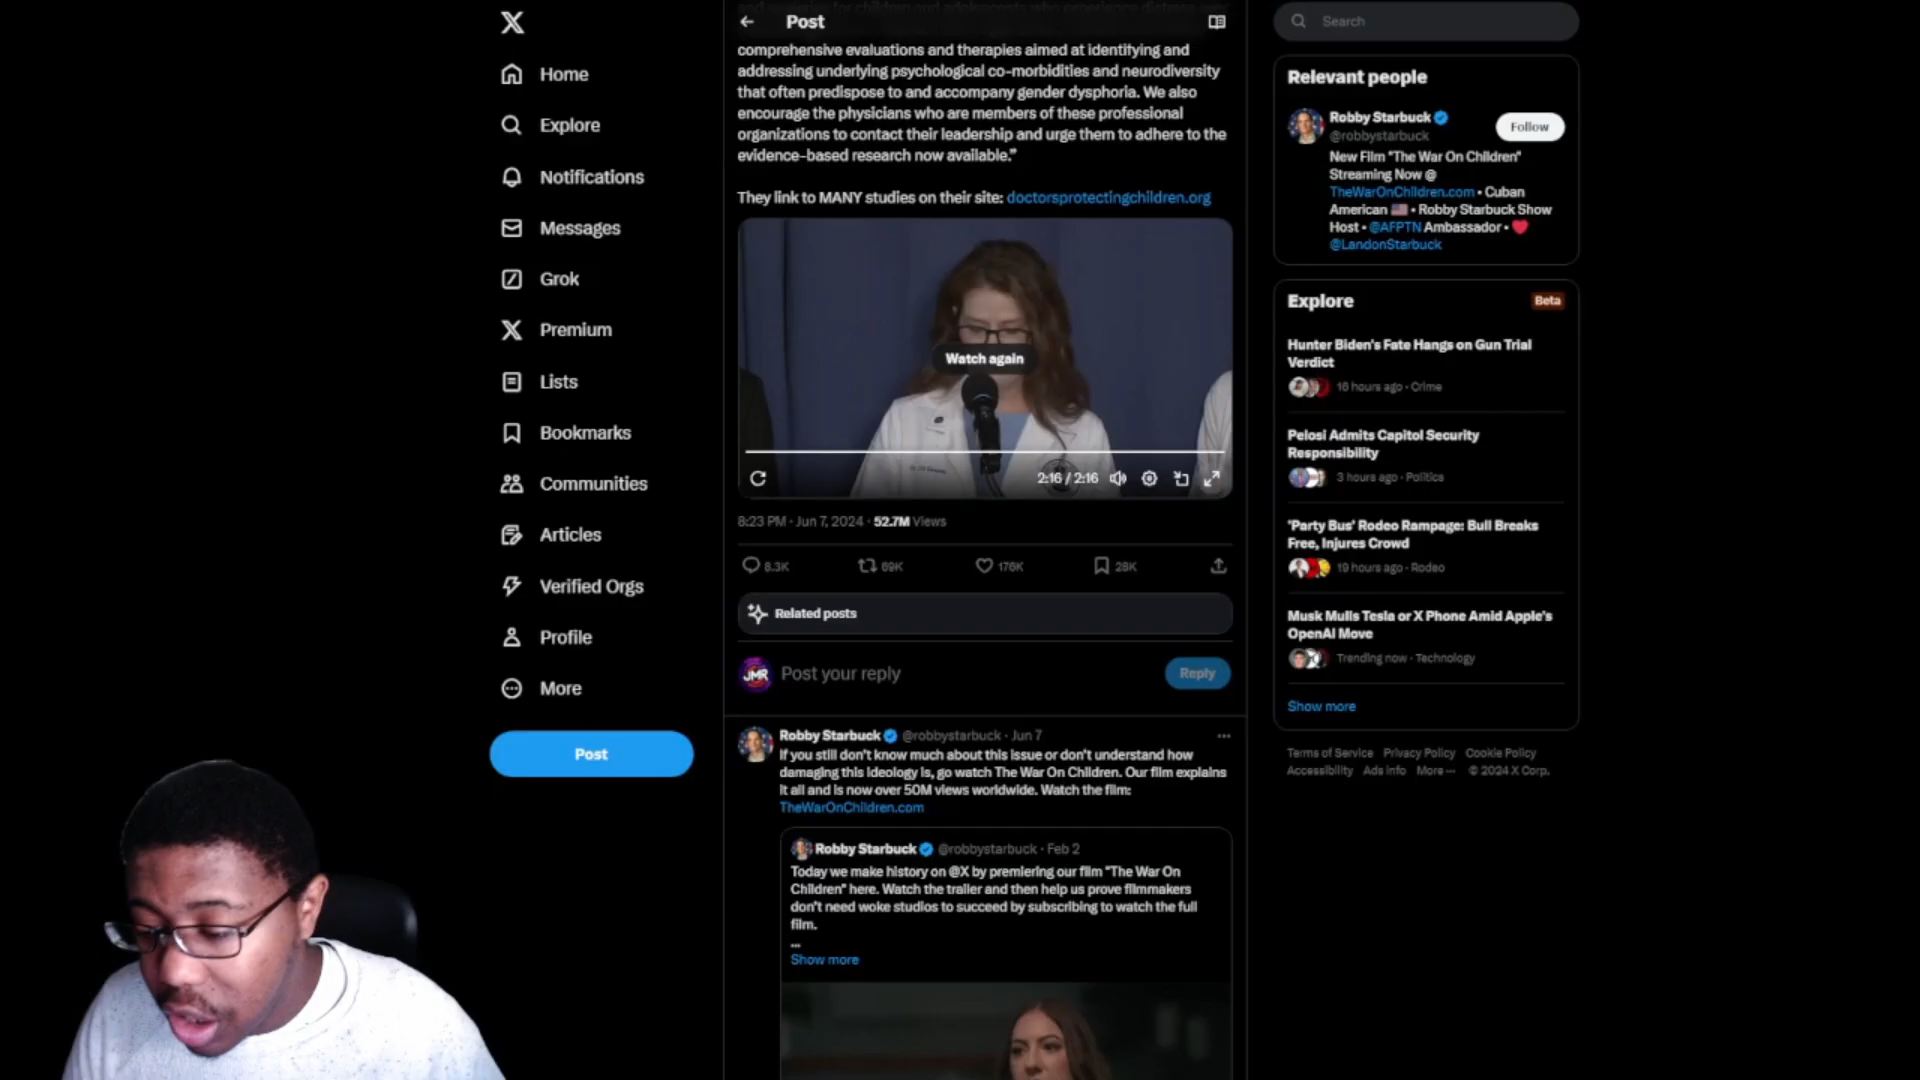 Home
Explore
Notifications
Messages
Grok
Premium
Lists
Bookmarks
Communities
Articles
Verified Orgs
Profile
More
Post
Post
comprehensive evaluations and therapies aimed at identifying and
addressing underlying psychological co-morbidities and neurodiversity
that often predispose to and accompany gender dysphoria. We also
encourage the physicians who are members of these professional
organizations to contact their leadership and urge them to adhere to the
evidence-based research now available.”
They link to MANY studies on their site: doctorsprotectingchildren.org
Watch again
2:16 / 2:16
8:23 PM · Jun 7, 2024 · 52.7M Views
8.3K 69K 176K 28K
Related posts
JMR
Post your reply
Reply
Robby Starbuck @robbystarbuck · Jun 7
If you still don't know much about this issue or don't understand how
damaging this ideology is, go watch The War On Children. Our film explains
it all and is now over 50M views worldwide. Watch the film:
TheWarOnChildren.com
Robby Starbuck @robbystarbuck · Feb 2
Today we make history on @X by premiering our film "The War On
Children" here. Watch the trailer and then help us prove filmmakers
don't need woke studios to succeed by subscribing to watch the full
film.
...
Show more
Search
Relevant people
Robby Starbuck
@robbystarbuck
Follow
New Film "The War On Children"
Streaming Now @
TheWarOnChildren.com • Cuban
American 🇺🇸 • Robby Starbuck Show
Host • @AFPTN Ambassador • ❤️
@LandonStarbuck
Explore
Beta
Hunter Biden's Fate Hangs on Gun Trial
Verdict
16 hours ago · Crime
Pelosi Admits Capitol Security
Responsibility
3 hours ago · Politics
'Party Bus' Rodeo Rampage: Bull Breaks
Free, Injures Crowd
19 hours ago · Rodeo
Musk Mulls Tesla or X Phone Amid Apple's
OpenAI Move
Trending now · Technology
Show more
Terms of Service Privacy Policy Cookie Policy
Accessibility Ads info More ··· © 2024 X Corp.